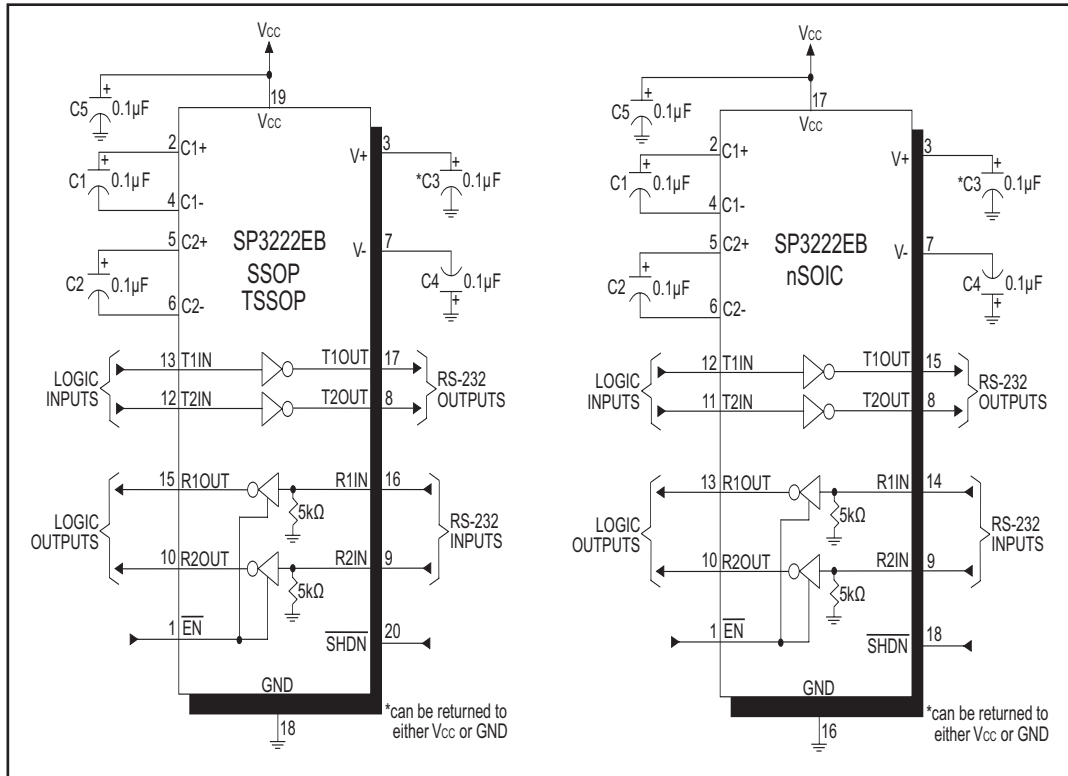 Vcc
C5
+
0.1µF
19
Vcc
2 C1+
+
C1 0.1µF
4 C1-
5 C2+
+
C2 0.1µF
6 C2-
3
V+
+
*C3 0.1µF
7
V-
C4 0.1µF
+
SP3222EB
SSOP
TSSOP
LOGIC
INPUTS
13 T1IN T1OUT 17
12 T2IN T2OUT 8
RS-232
OUTPUTS
LOGIC
OUTPUTS
15 R1OUT R1IN 16
5kΩ
10 R2OUT R2IN 9
5kΩ
RS-232
INPUTS
1 EN
SHDN 20
GND
18
*can be returned to
either Vcc or GND
Vcc
C5
+
0.1µF
17
Vcc
2 C1+
+
C1 0.1µF
4 C1-
5 C2+
+
C2 0.1µF
6 C2-
3
V+
+
*C3 0.1µF
7
V-
C4 0.1µF
+
SP3222EB
nSOIC
LOGIC
INPUTS
12 T1IN T1OUT 15
11 T2IN T2OUT 8
RS-232
OUTPUTS
LOGIC
OUTPUTS
13 R1OUT R1IN 14
5kΩ
10 R2OUT R2IN 9
5kΩ
RS-232
INPUTS
1 EN
SHDN 18
GND
16
*can be returned to
either Vcc or GND